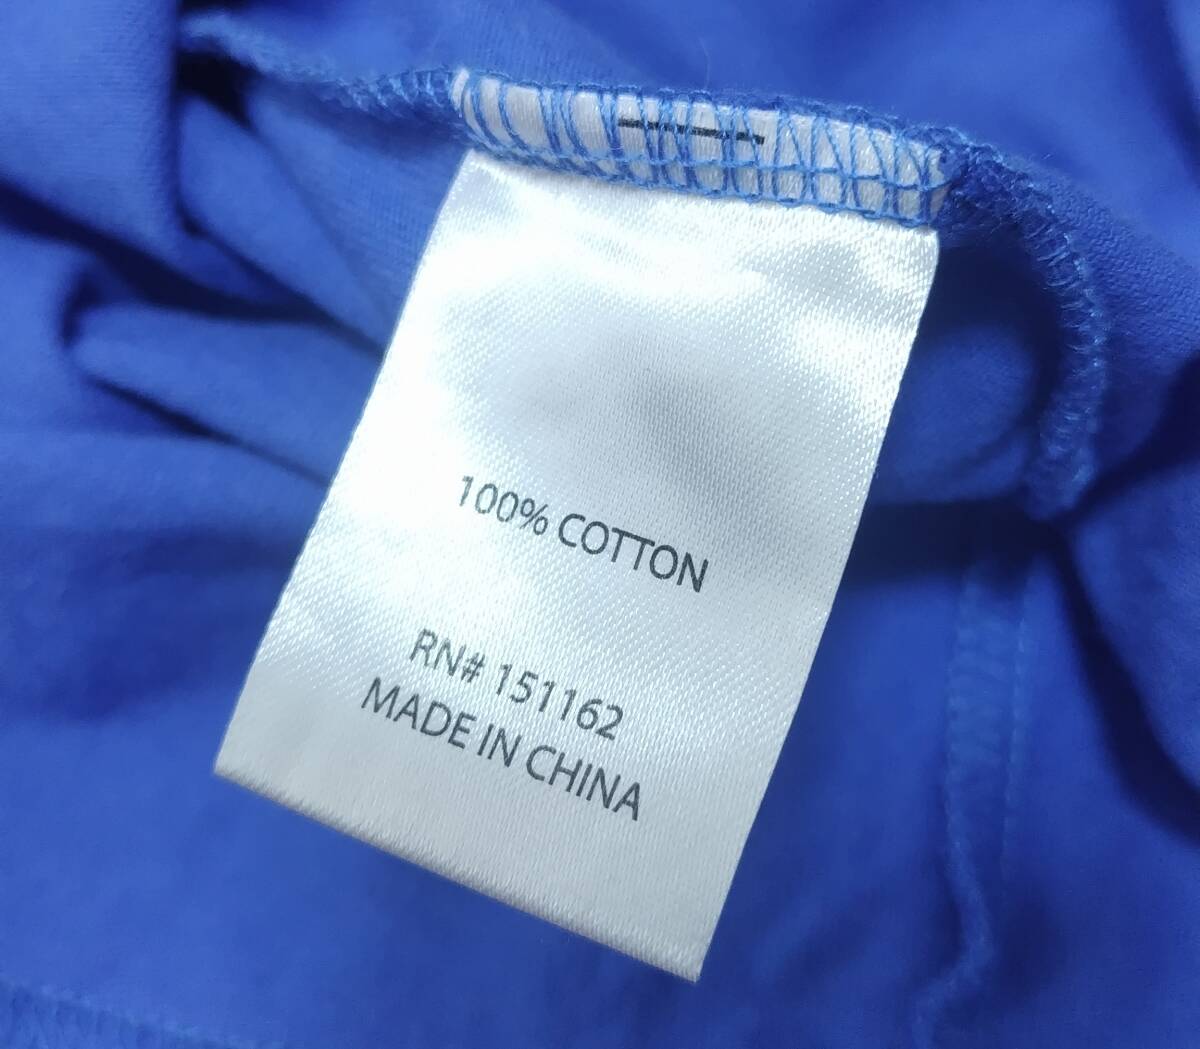 100% COTTON
RN# 151162
MADE IN CHINA